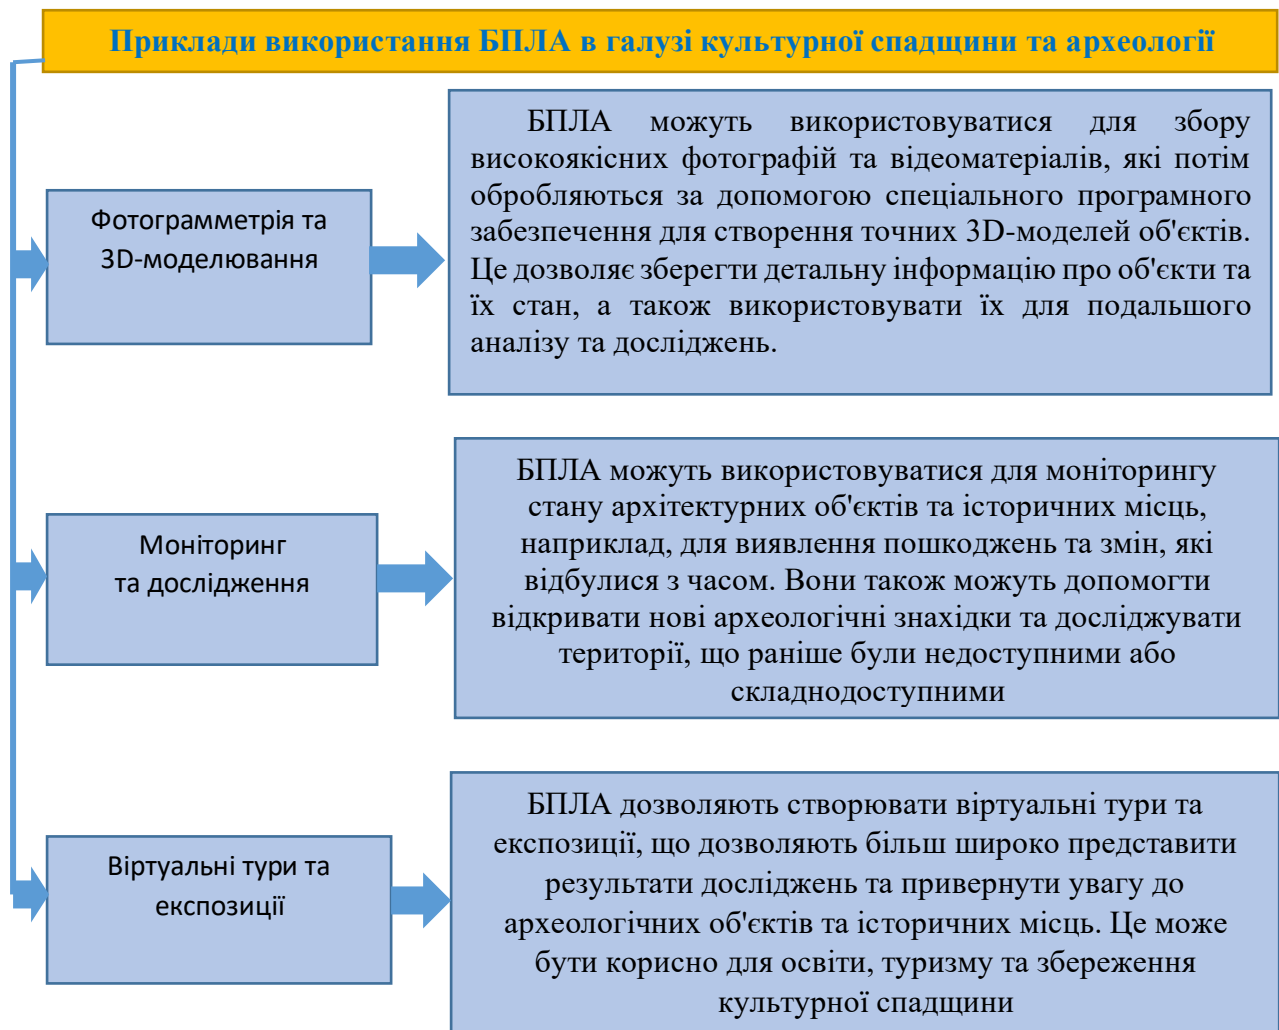 Приклади використання БПЛА в галузі культурної спадщини та археології
Фотограмметрія та
3D-моделювання
БПЛА можуть використовуватися для збору
високоякісних фотографій та відеоматеріалів, які потім
обробляються за допомогою спеціального програмного
забезпечення для створення точних 3D-моделей об'єктів.
Це дозволяє зберегти детальну інформацію про об'єкти та
їх стан, а також використовувати їх для подальшого
аналізу та досліджень.
Моніторинг
та дослідження
БПЛА можуть використовуватися для моніторингу
стану архітектурних об'єктів та історичних місць,
наприклад, для виявлення пошкоджень та змін, які
відбулися з часом. Вони також можуть допомогти
відкривати нові археологічні знахідки та досліджувати
території, що раніше були недоступними або
складнодоступними
Віртуальні тури та
експозиції
БПЛА дозволяють створювати віртуальні тури та
експозиції, що дозволяють більш широко представити
результати досліджень та привернути увагу до
археологічних об'єктів та історичних місць. Це може
бути корисно для освіти, туризму та збереження
культурної спадщини